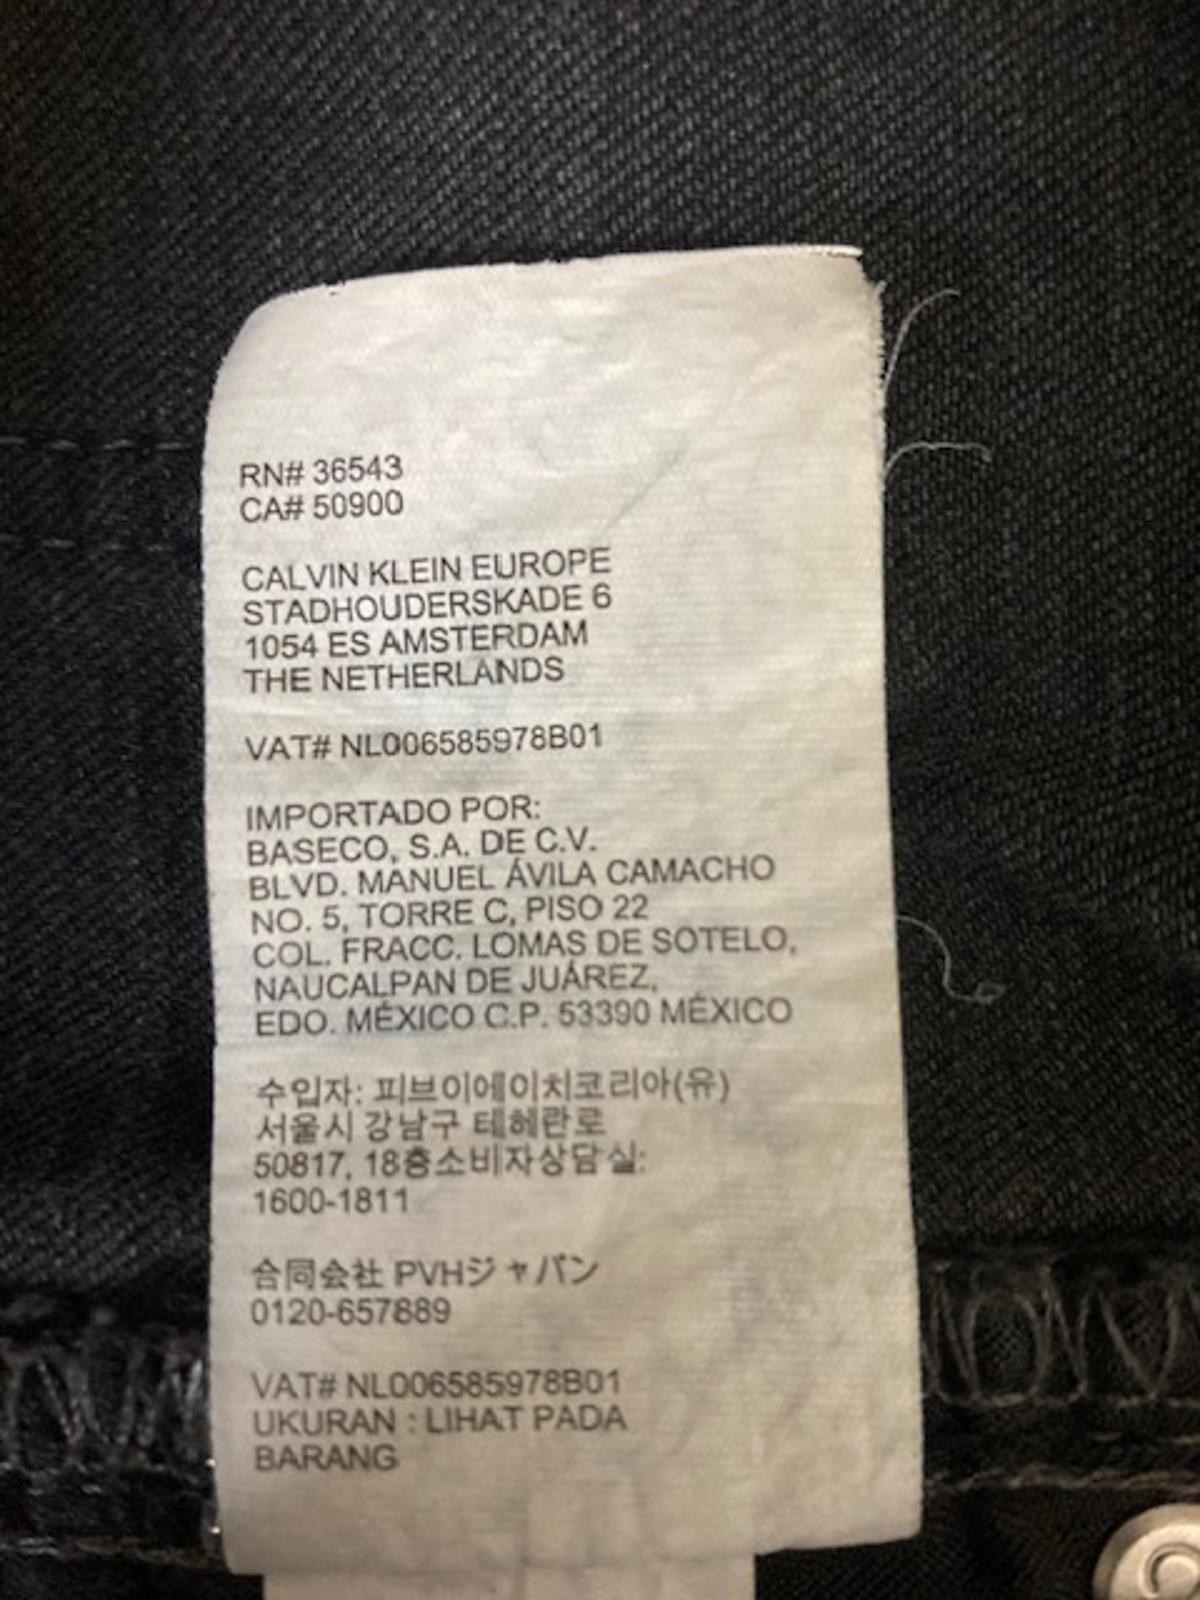 RN# 36543
CA# 50900
CALVIN KLEIN EUROPE
STADHOUDERSKADE 6
1054 ES AMSTERDAM
THE NETHERLANDS
VAT# NL006585978B01
IMPORTADO POR:
BASECO, S.A. DE C.V.
BLVD. MANUEL ÁVILA CAMACHO
NO. 5, TORRE C, PISO 22
COL. FRACC. LOMAS DE SOTELO,
NAUCALPAN DE JUÁREZ,
EDO. MÉXICO C.P. 53390 MÉXICO
수입자: 피브이에이치코리아(유)
서울시 강남구 테헤란로
50817, 18층소비자상담실:
1600-1811
合同会社 PVHジャパン
0120-657889
VAT# NL006585978B01
UKURAN : LIHAT PADA
BARANG